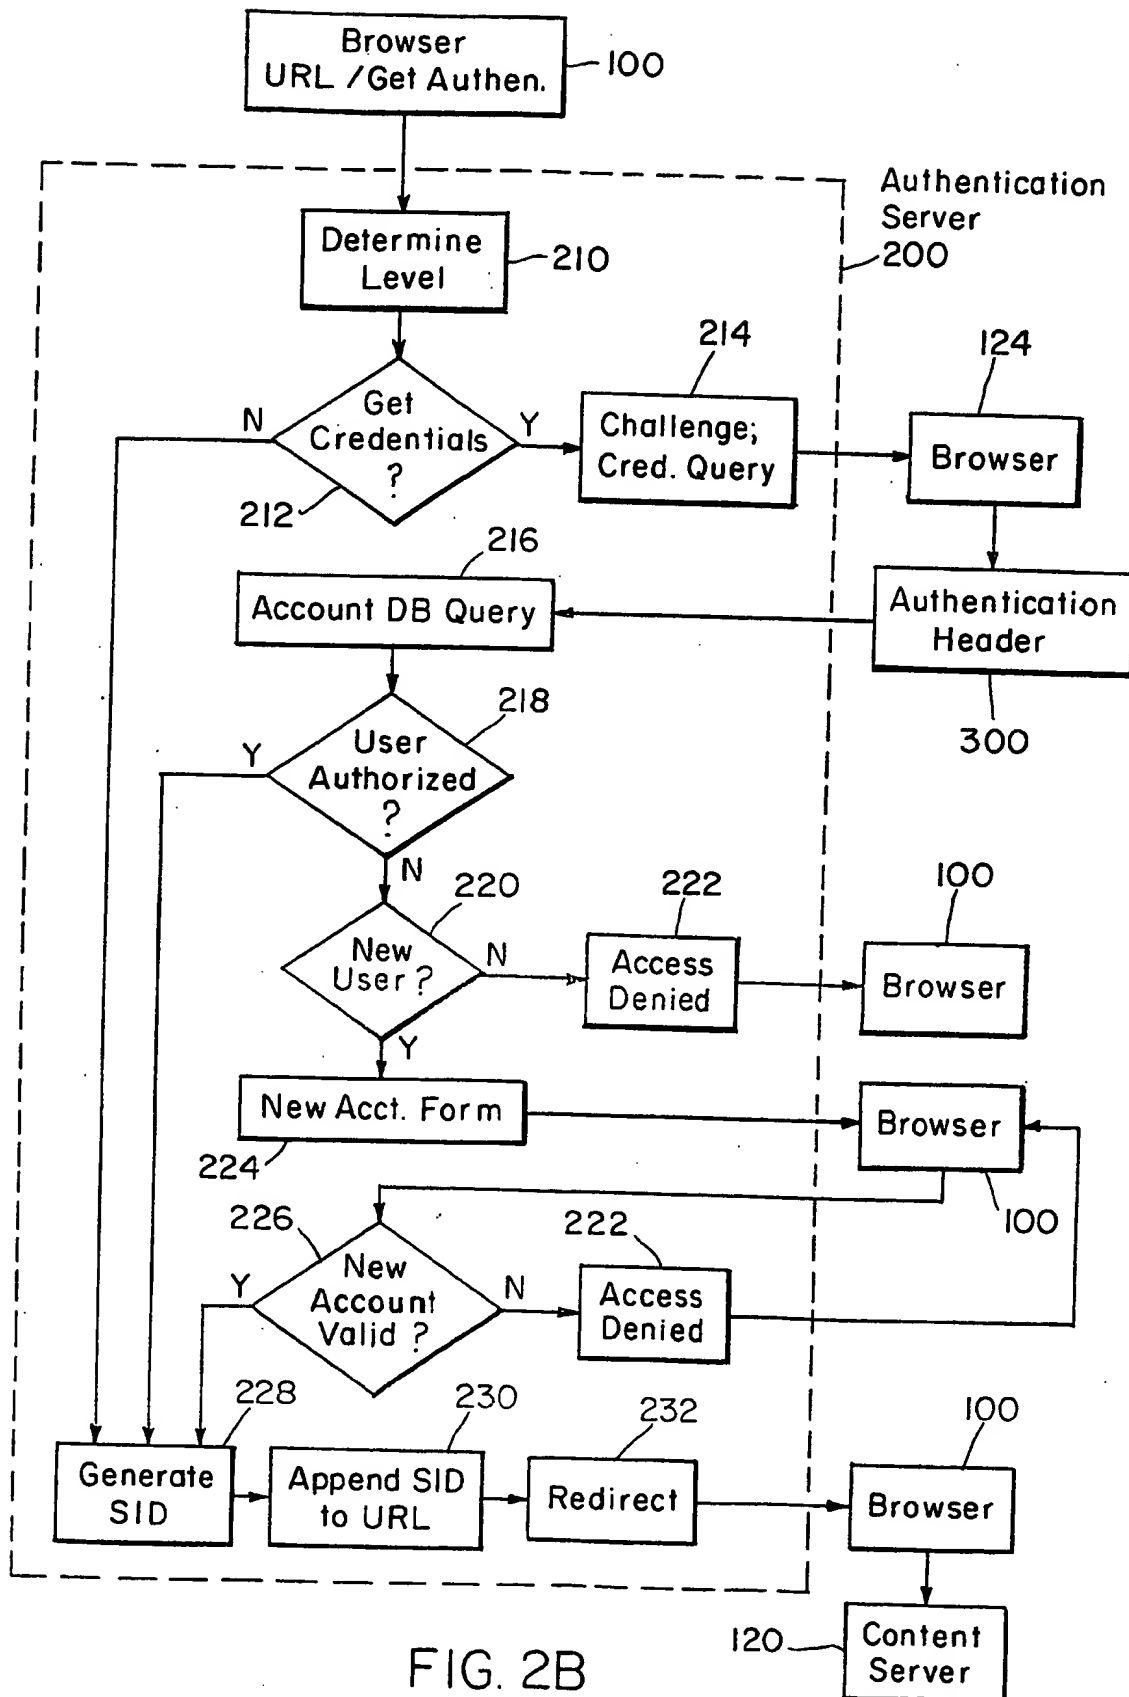 Browser
URL /Get Authen.
100
Authentication
Server
200
Determine
Level
210
214
124
N
Get
Credentials
?
Y
212
Challenge;
Cred. Query
Browser
216
Account DB Query
Authentication
Header
300
218
Y
User
Authorized
?
N
220
222
100
New
User ?
N
Access
Denied
Browser
Y
New Acct. Form
224
Browser
100
226
222
Y
New
Account
Valid ?
N
Access
Denied
228
230
232
100
Generate
SID
Append SID
to URL
Redirect
Browser
120
Content
Server
FIG. 2B